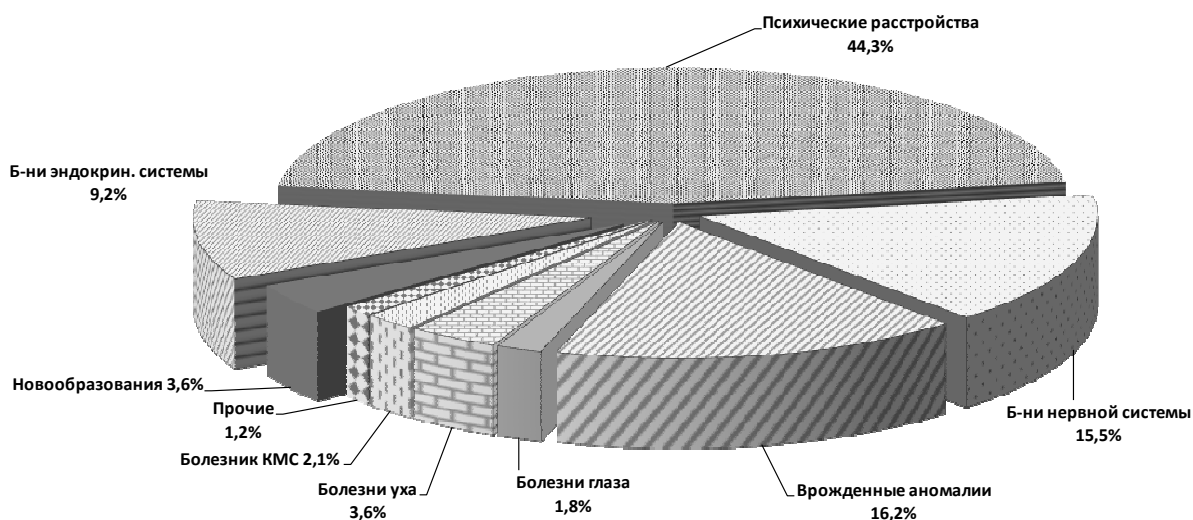 Психические расстройства
44,3%
Б-ни эндокрин. системы
9,2%
Новообразования 3,6%
Прочие
1,2%
Болезник КМС 2,1%
Болезни уха
3,6%
Болезни глаза
1,8%
Врожденные аномалии
16,2%
Б-ни нервной системы
15,5%